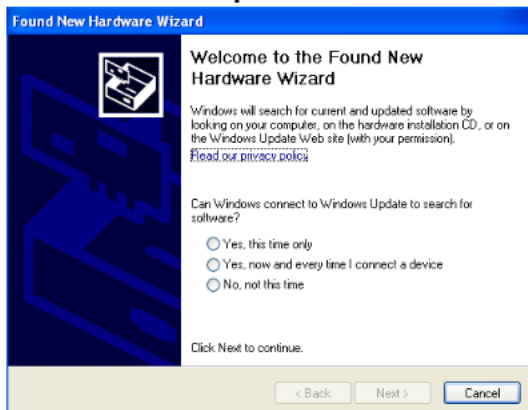 Found New Hardware Wizard
Welcome to the Found New
Hardware Wizard
Windows will search for current and updated software by
looking on your computer, on the hardware installation CD, or on
the Windows Update Web site (with your permission).
Read our privacy policy
Can Windows connect to Windows Update to search for
software?
Yes, this time only
Yes, now and every time I connect a device
No, not this time
Click Next to continue.
< Back
Next >
Cancel